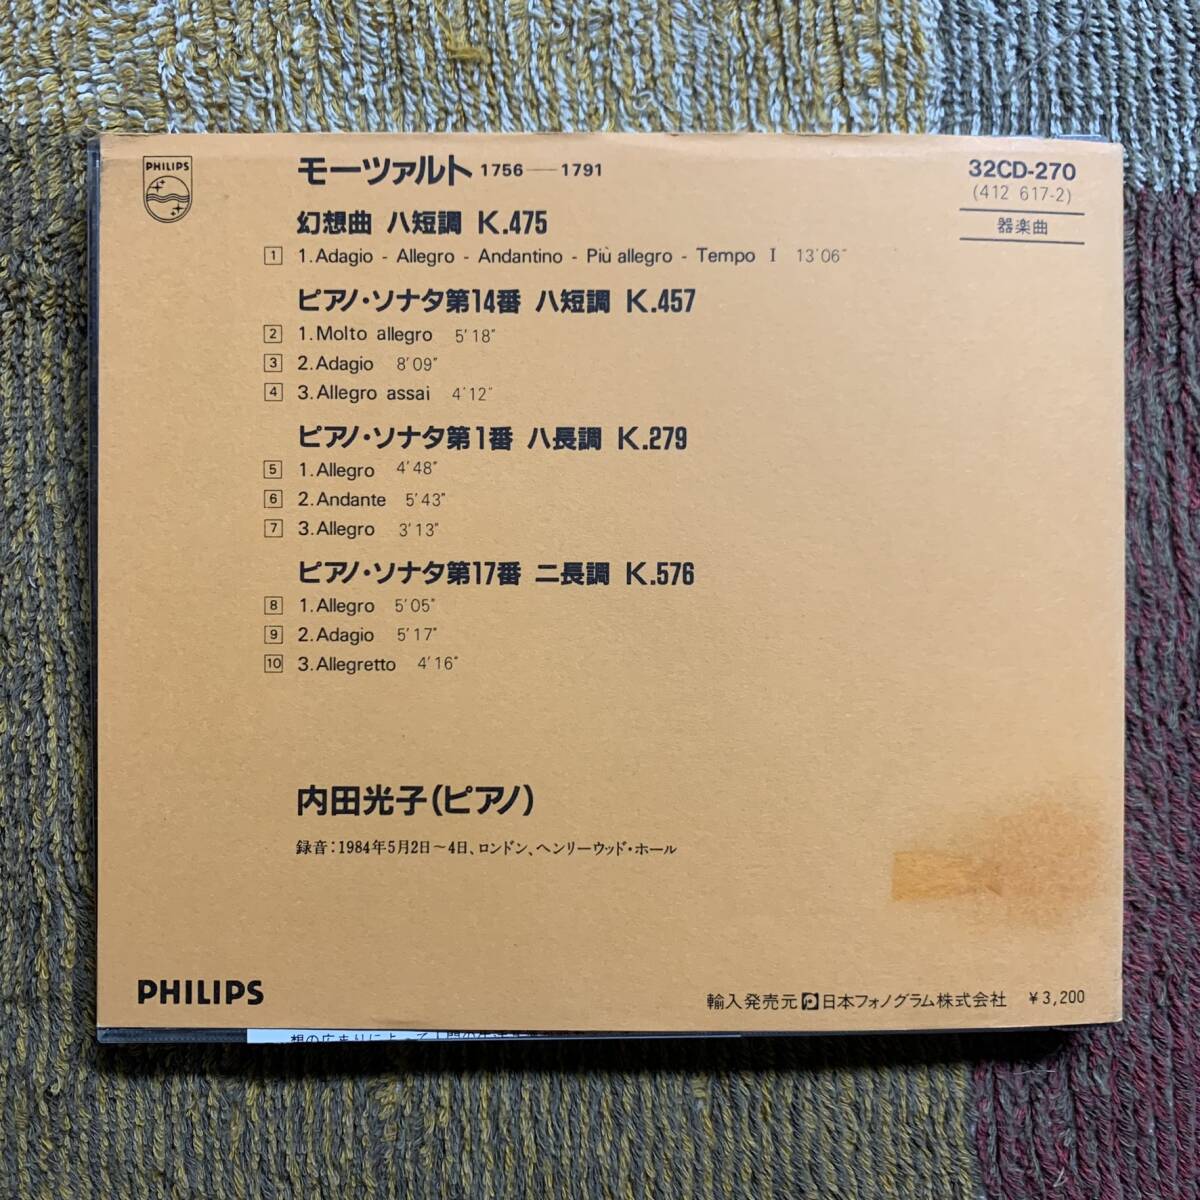 PHILIPS
モーツァルト 1756――1791
32CD-270
(412 617-2)
器楽曲
幻想曲 ハ短調 K.475
1 1.Adagio - Allegro - Andantino - Più allegro - Tempo I 13'06"
ピアノ・ソナタ第14番 ハ短調 K.457
2 1.Molto allegro 5'18"
3 2.Adagio 8'09"
4 3.Allegro assai 4'12"
ピアノ・ソナタ第1番 ハ長調 K.279
5 1.Allegro 4'48"
6 2.Andante 5'43"
7 3.Allegro 3'13"
ピアノ・ソナタ第17番 ニ長調 K.576
8 1.Allegro 5'05"
9 2.Adagio 5'17"
10 3.Allegretto 4'16"
内田光子(ピアノ)
録音:1984年5月2日~4日、ロンドン、ヘンリーウッド・ホール
PHILIPS
輸入発売元 日本フォノグラム株式会社 ¥3,200
想の広まりによって